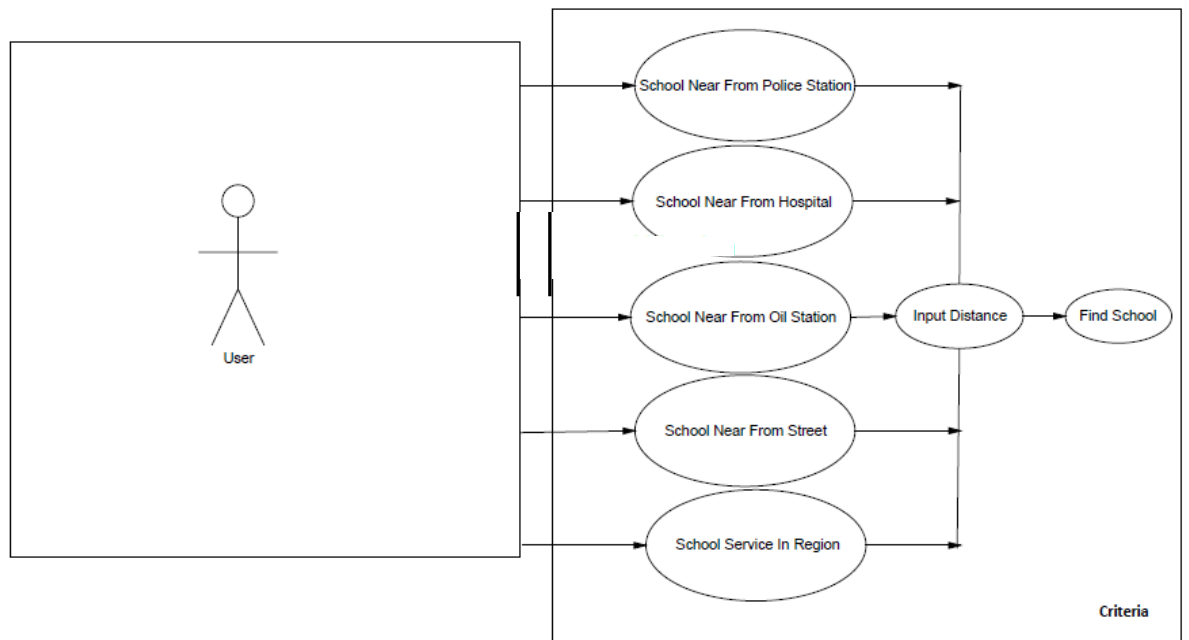 School Near From Police Station
School Near From Hospital
School Near From Oil Station
Input Distance
Find School
User
School Near From Street
School Service In Region
Criteria